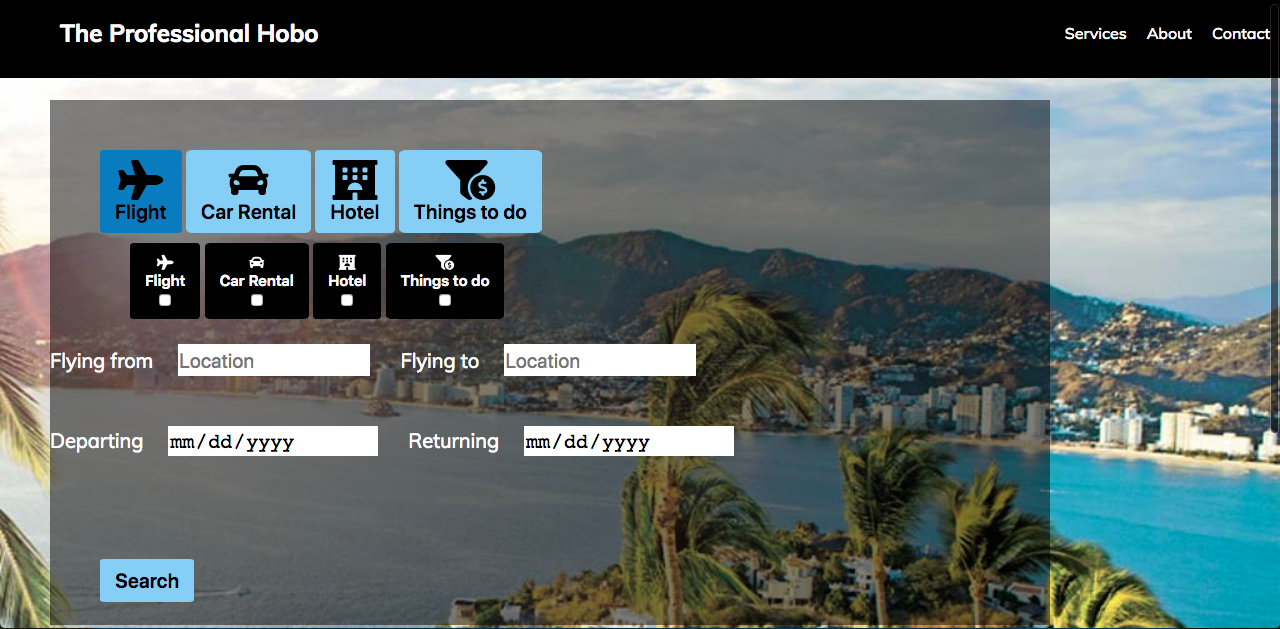 The Professional Hobo
Services About Contact
Flight Car Rental Hotel Things to do
Flight Car Rental Hotel Things to do
Flying from Location Flying to Location
Departing mm/dd/yyyy Returning mm/dd/yyyy
Search